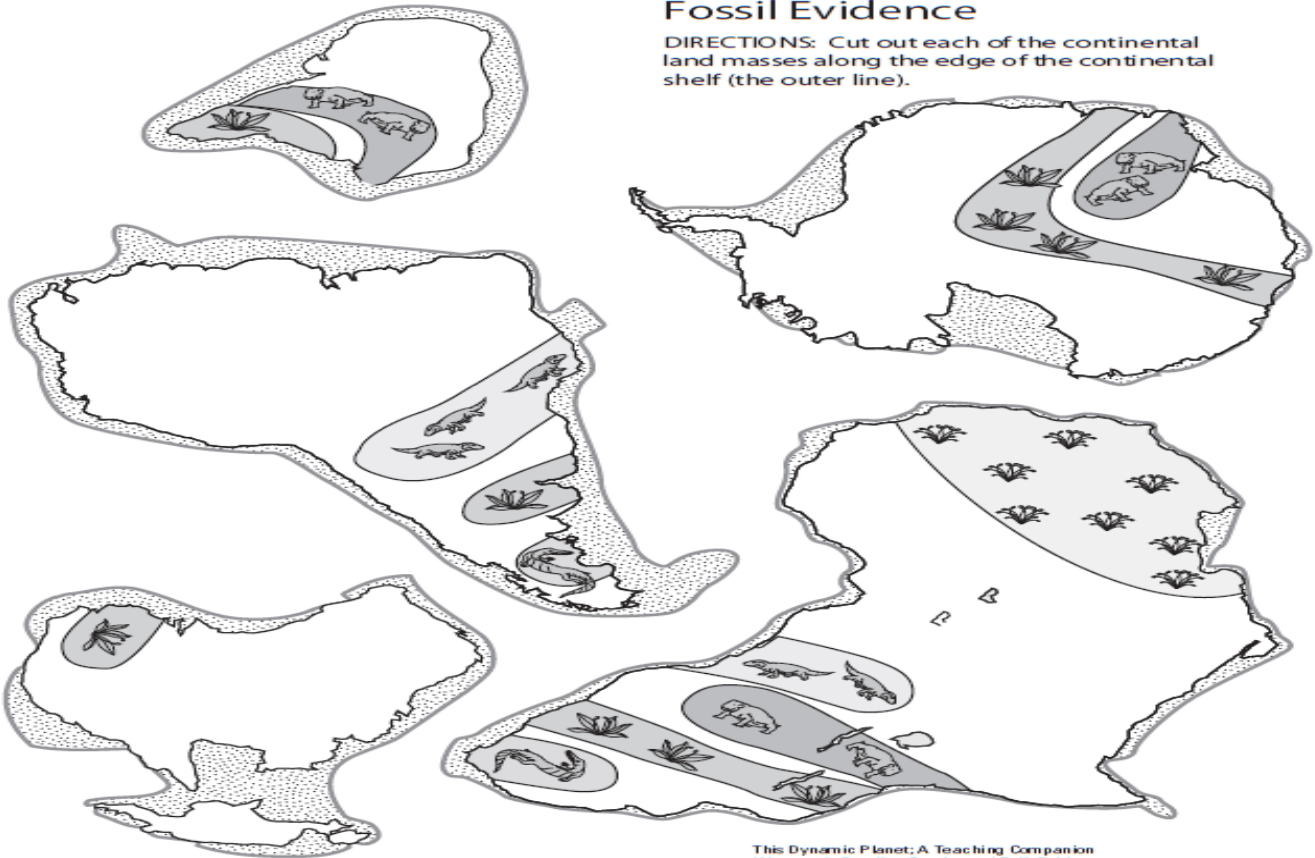 Fossil Evidence
DIRECTIONS: Cut out each of the continental
land masses along the edge of the continental
shelf (the outer line).
This Dynamic Planet; A Teaching Companion